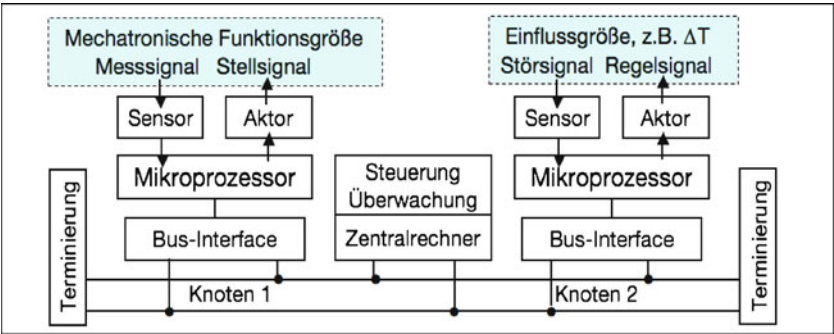 Mechatronische Funktionsgröße
Messsignal Stellsignal
Einflussgröße, z.B. ΔT
Störsignal Regelsignal
Sensor
Aktor
Sensor
Aktor
Mikroprozessor
Steuerung
Überwachung
Mikroprozessor
Bus-Interface
Zentralrechner
Bus-Interface
Terminierung
Knoten 1
Knoten 2
Terminierung